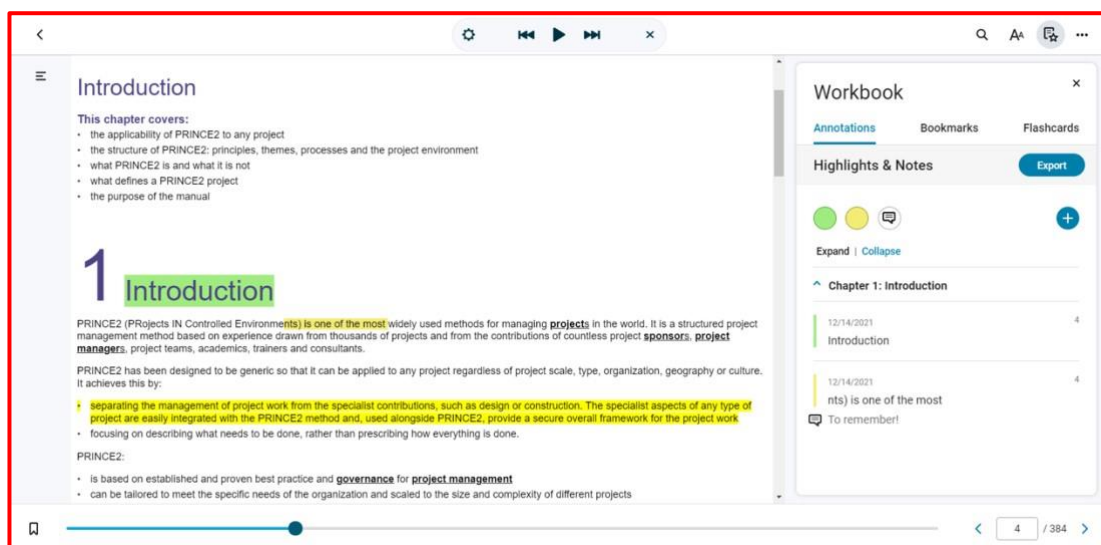 AA
Introduction
This chapter covers:
• the applicability of PRINCE2 to any project
• the structure of PRINCE2: principles, themes, processes and the project environment
• what PRINCE2 is and what it is not
• what defines a PRINCE2 project
• the purpose of the manual
1 Introduction
PRINCE2 (PRojects IN Controlled Environments) is one of the most widely used methods for managing projects in the world. It is a structured project
management method based on experience drawn from thousands of projects and from the contributions of countless project sponsors, project
managers, project teams, academics, trainers and consultants.
PRINCE2 has been designed to be generic so that it can be applied to any project regardless of project scale, type, organization, geography or culture.
It achieves this by:
• separating the management of project work from the specialist contributions, such as design or construction. The specialist aspects of any type of
project are easily integrated with the PRINCE2 method and, used alongside PRINCE2, provide a secure overall framework for the project work
• focusing on describing what needs to be done, rather than prescribing how everything is done.
PRINCE2:
• is based on established and proven best practice and governance for project management
• can be tailored to meet the specific needs of the organization and scaled to the size and complexity of different projects
Workbook
Annotations Bookmarks Flashcards
Highlights & Notes Export
Expand | Collapse
Chapter 1: Introduction
12/14/2021 4
Introduction
12/14/2021 4
nts) is one of the most
To remember!
4 / 384